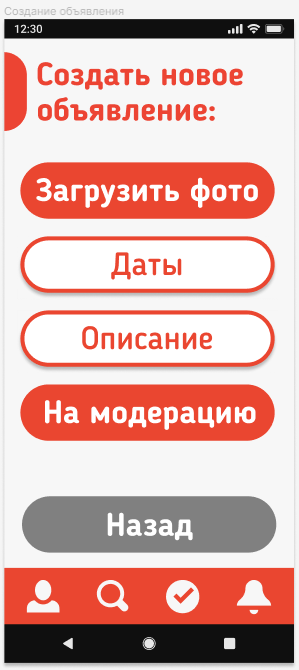 Создание объявления
12:30
Создать новое
объявление:
Загрузить фото
Даты
Описание
На модерацию
Назад